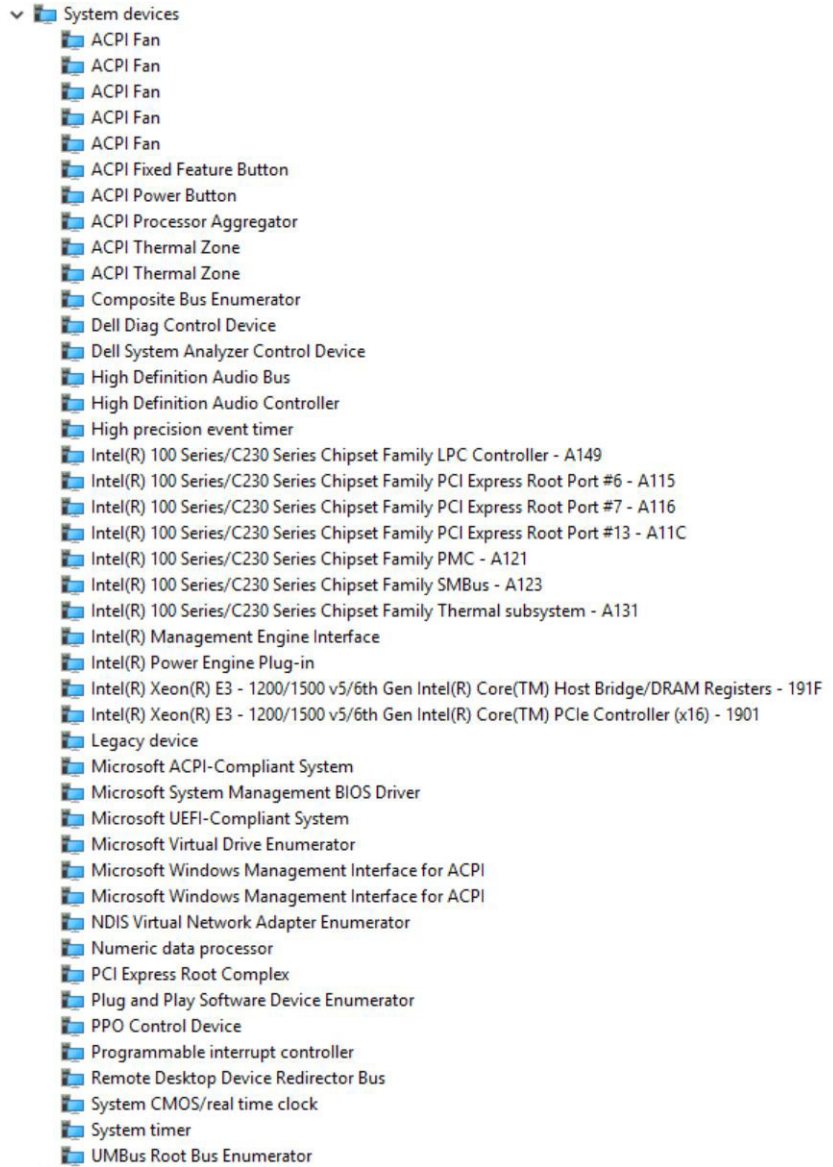 System devices
ACPI Fan
ACPI Fan
ACPI Fan
ACPI Fan
ACPI Fan
ACPI Fixed Feature Button
ACPI Power Button
ACPI Processor Aggregator
ACPI Thermal Zone
ACPI Thermal Zone
Composite Bus Enumerator
Dell Diag Control Device
Dell System Analyzer Control Device
High Definition Audio Bus
High Definition Audio Controller
High precision event timer
Intel(R) 100 Series/C230 Series Chipset Family LPC Controller - A149
Intel(R) 100 Series/C230 Series Chipset Family PCI Express Root Port #6 - A115
Intel(R) 100 Series/C230 Series Chipset Family PCI Express Root Port #7 - A116
Intel(R) 100 Series/C230 Series Chipset Family PCI Express Root Port #13 - A11C
Intel(R) 100 Series/C230 Series Chipset Family PMC - A121
Intel(R) 100 Series/C230 Series Chipset Family SMBus - A123
Intel(R) 100 Series/C230 Series Chipset Family Thermal subsystem - A131
Intel(R) Management Engine Interface
Intel(R) Power Engine Plug-in
Intel(R) Xeon(R) E3 - 1200/1500 v5/6th Gen Intel(R) Core(TM) Host Bridge/DRAM Registers - 191F
Intel(R) Xeon(R) E3 - 1200/1500 v5/6th Gen Intel(R) Core(TM) PCIe Controller (x16) - 1901
Legacy device
Microsoft ACPI-Compliant System
Microsoft System Management BIOS Driver
Microsoft UEFI-Compliant System
Microsoft Virtual Drive Enumerator
Microsoft Windows Management Interface for ACPI
Microsoft Windows Management Interface for ACPI
NDIS Virtual Network Adapter Enumerator
Numeric data processor
PCI Express Root Complex
Plug and Play Software Device Enumerator
PPO Control Device
Programmable interrupt controller
Remote Desktop Device Redirector Bus
System CMOS/real time clock
System timer
UMBus Root Bus Enumerator